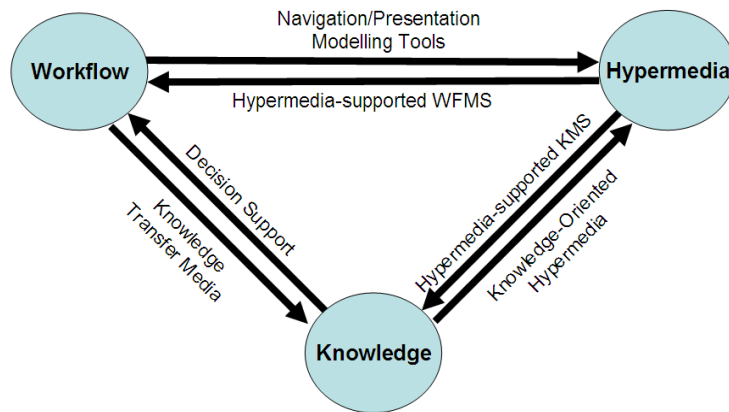 Navigation/Presentation
Modelling Tools
Workflow
Hypermedia
Hypermedia-supported WFMS
Decision Support
Knowledge
Transfer Media
Hypermedia-supported KMS
Knowledge-Oriented
Hypermedia
Knowledge